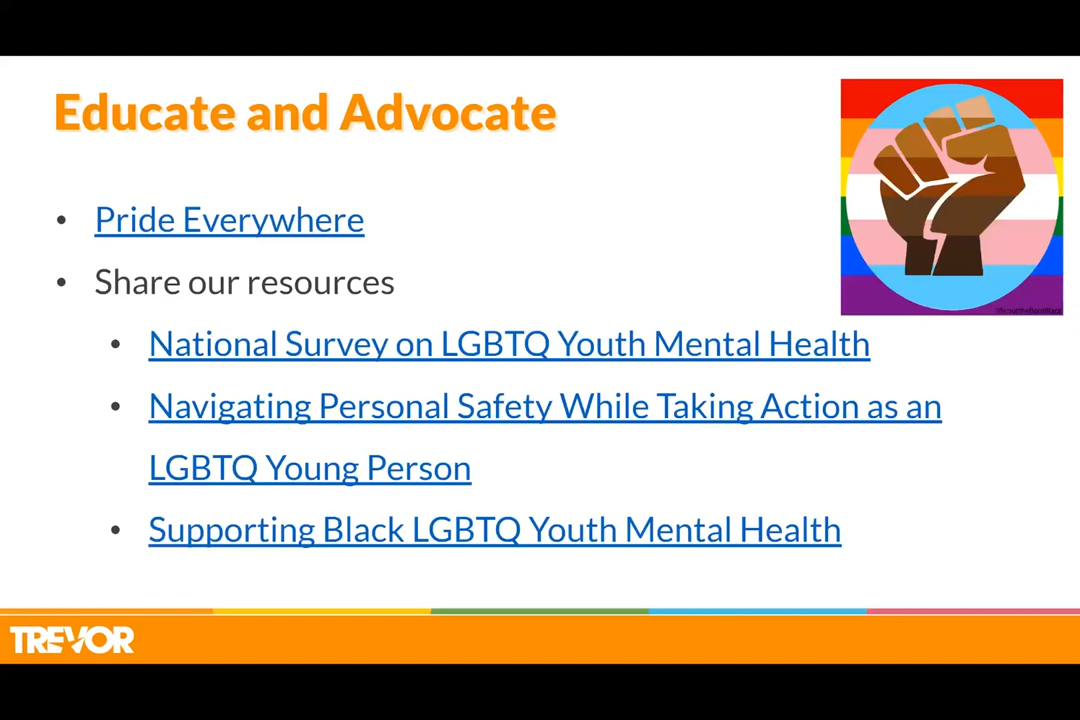 Educate and Advocate
• Pride Everywhere
• Share our resources
• National Survey on LGBTQ Youth Mental Health
• Navigating Personal Safety While Taking Action as an
LGBTQ Young Person
• Supporting Black LGBTQ Youth Mental Health
TREVOR